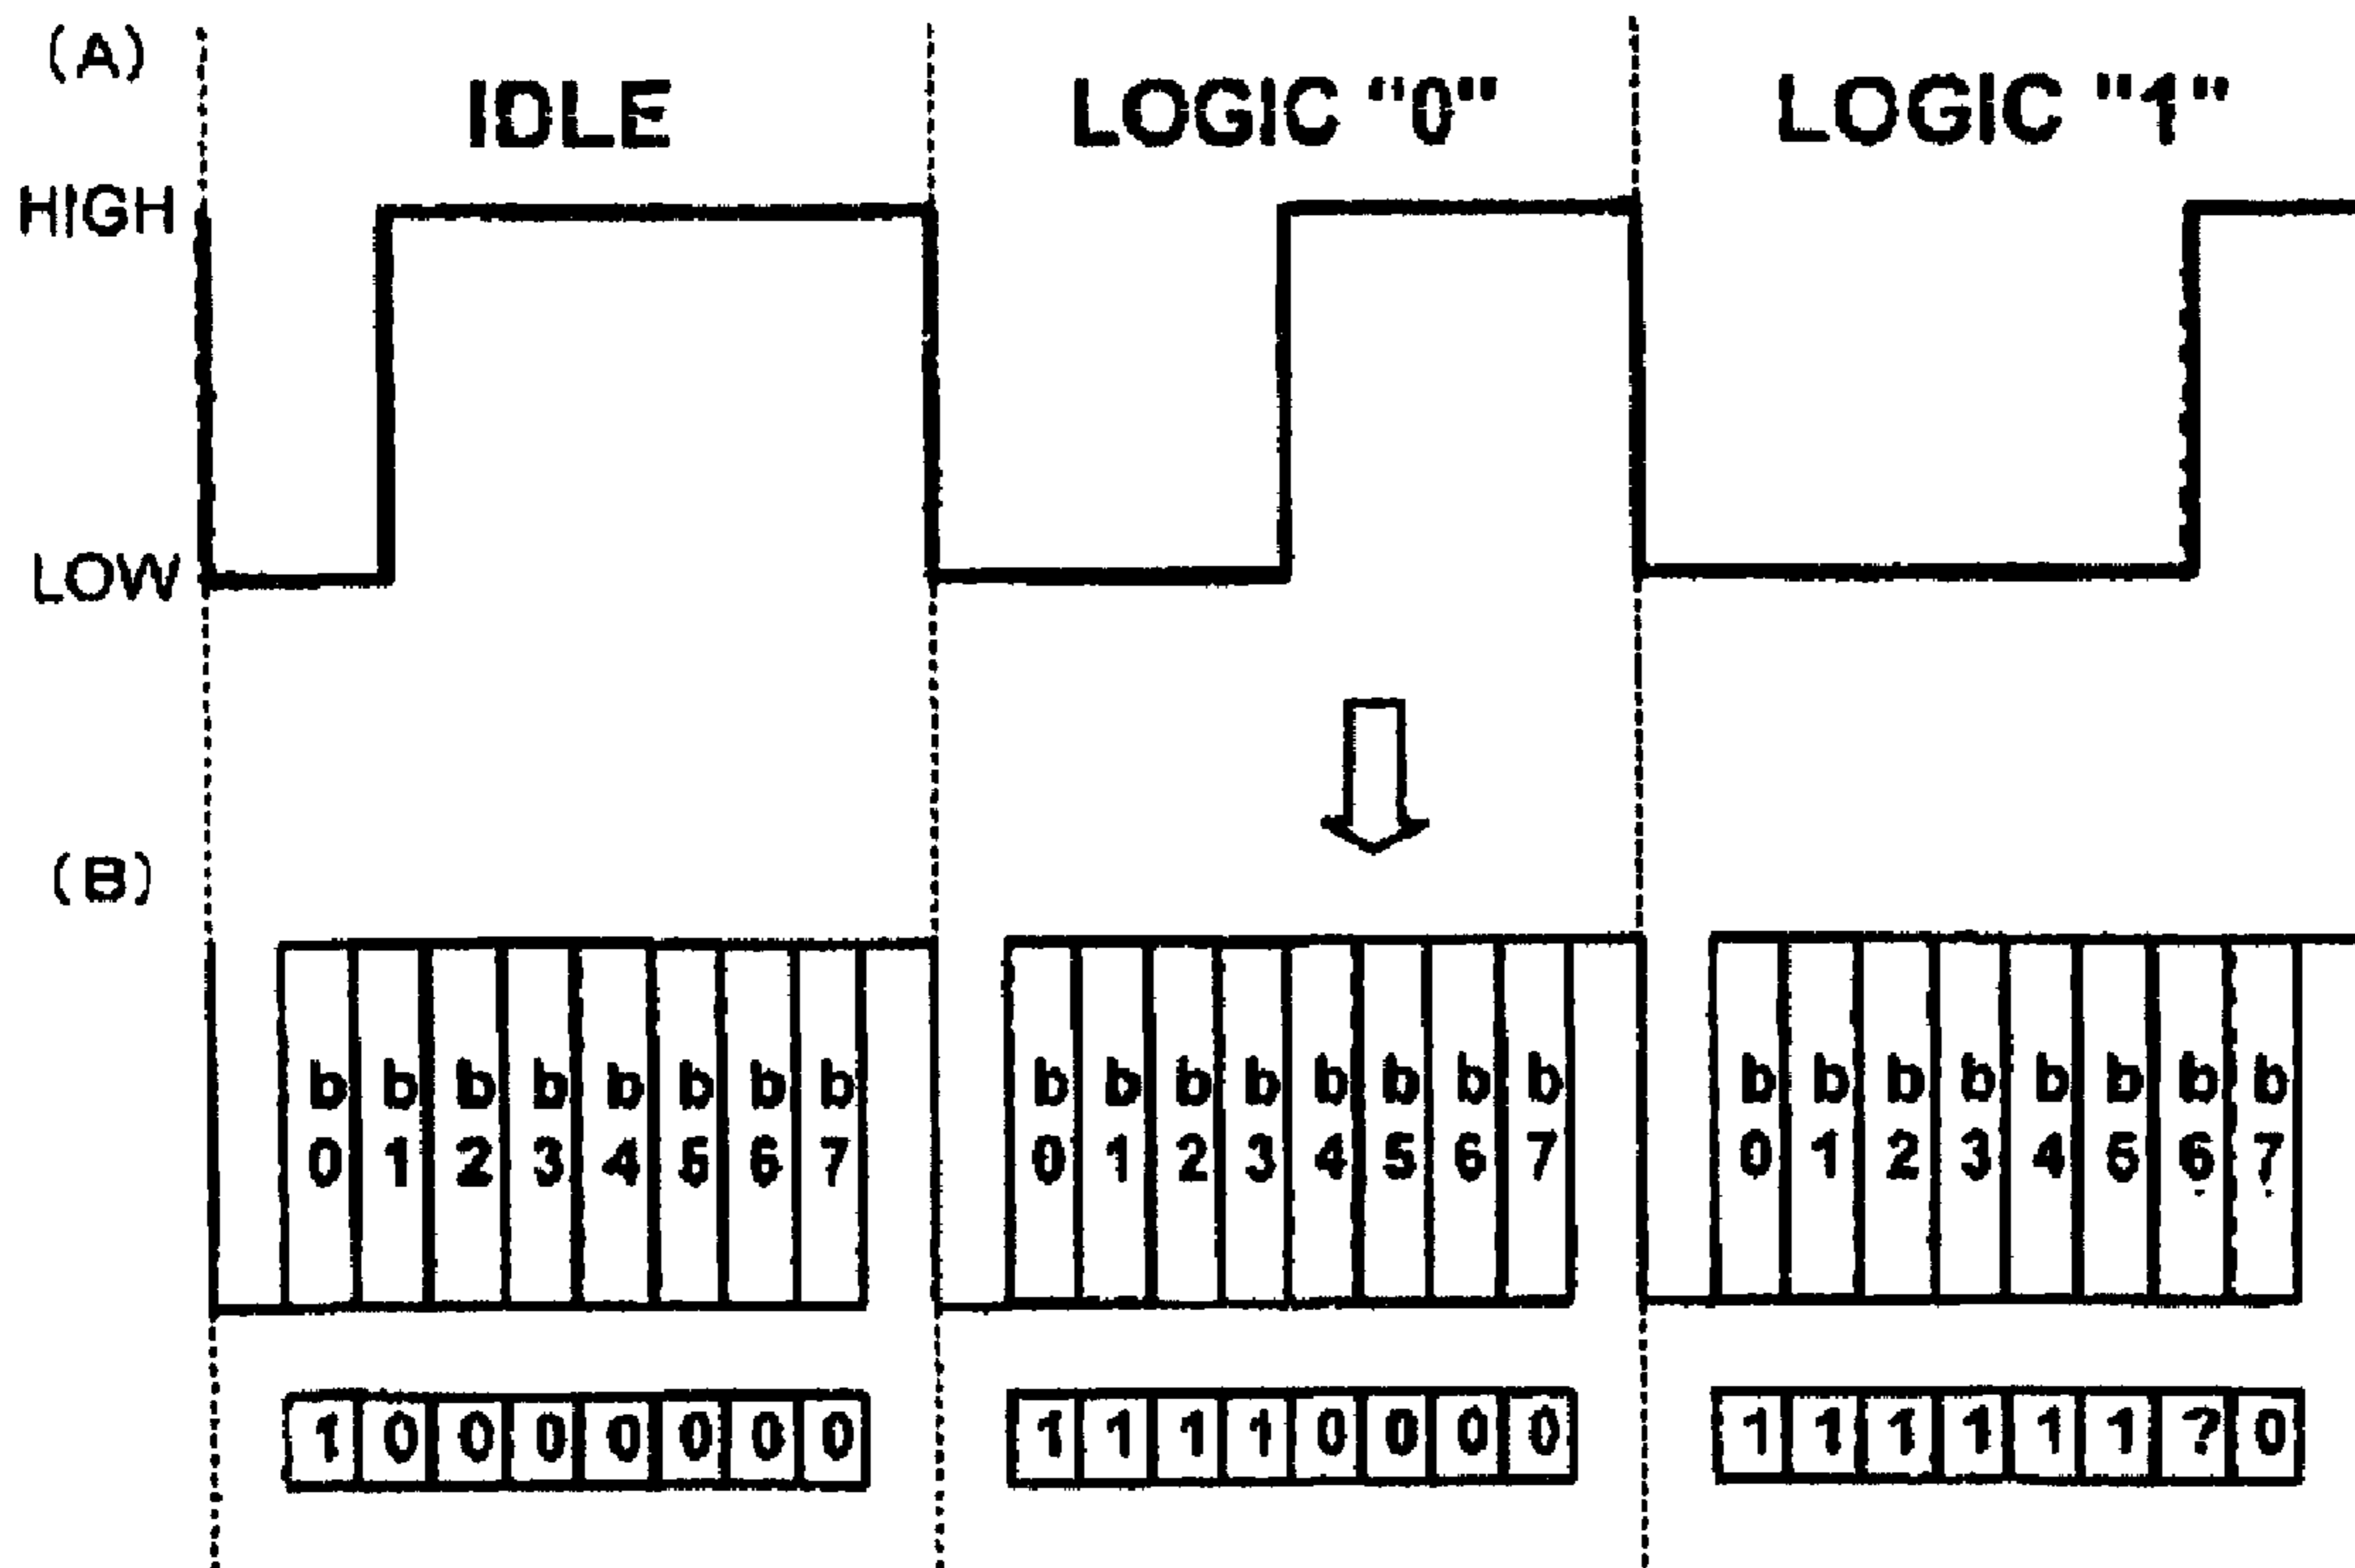 (A)
IDLE LOGIC "0" LOGIC "1"
HIGH
LOW
(B)
b b b b b b b b b b b b b b b b b b b b b b b b
0 1 2 3 4 5 6 7 0 1 2 3 4 5 6 7 0 1 2 3 4 5 6 7
1 0 0 0 0 0 0 0 1 1 1 1 0 0 0 0 1 1 1 1 1 1 ? 0